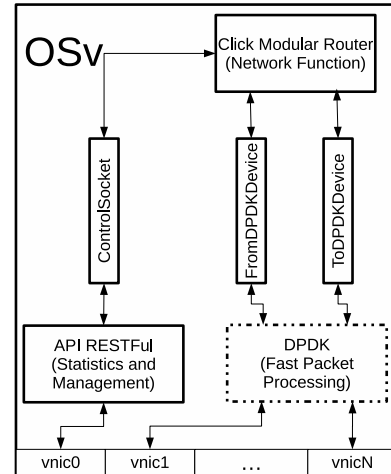 OSv
Click Modular Router
(Network Function)
ControlSocket
FromDPDKDevice
ToDPDKDevice
API RESTFul
(Statistics and
Management)
DPDK
(Fast Packet
Processing)
vnic0
vnic1
...
vnicN